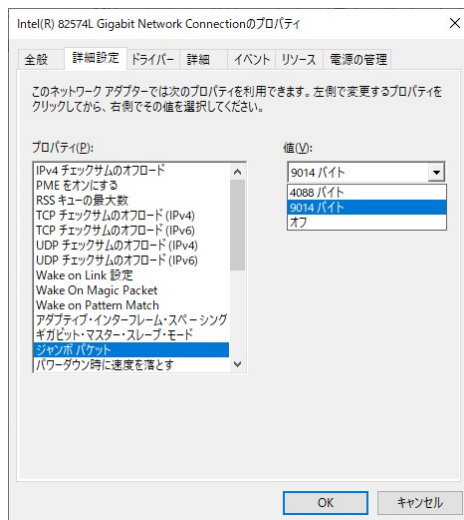 Intel(R) 82574L Gigabit Network Connectionのプロパティ
全般 詳細設定 ドライバー 詳細 イベント リソース 電源の管理
このネットワーク アダプターでは次のプロパティを利用できます。左側で変更するプロパティを
クリックしてから、右側でその値を選択してください。
プロパティ(P):
IPv4 チェックサムのオフロード
PME をオンにする
RSS キューの最大数
TCP チェックサムのオフロード (IPv4)
TCP チェックサムのオフロード (IPv6)
UDP チェックサムのオフロード (IPv4)
UDP チェックサムのオフロード (IPv6)
Wake on Link 設定
Wake On Magic Packet
Wake on Pattern Match
アダプティブ・インターフレーム・スペーシング
ギガビット・マスター・スレーブ・モード
ジャンボ パケット
パワーダウン時に速度を落とす
値(V):
9014 バイト
4088 バイト
9014 バイト
オフ
OK キャンセル